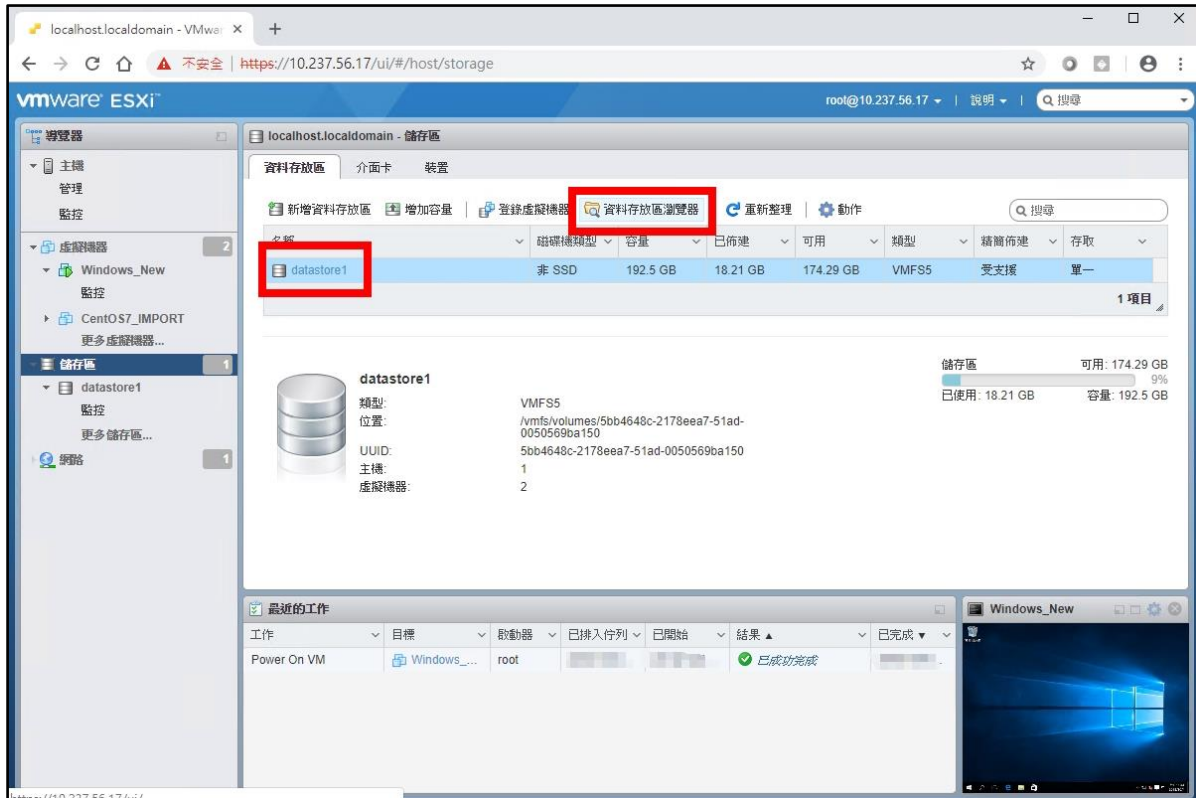 localhost.localdomain - VMwa
不安全 | https://10.237.56.17/ui/#/host/storage
vmware ESXi™
root@10.237.56.17 | 說明 | 搜尋
導覽器
主機
管理
監控
虛擬機器 2
Windows_New
監控
CentOS7_IMPORT
更多虛擬機器...
儲存區 1
datastore1
監控
更多儲存區...
網路 1
localhost.localdomain - 儲存區
資料存放區 介面卡 裝置
新增資料存放區 增加容量 | 登錄虛擬機器 資料存放區瀏覽器 重新整理 | 動作 搜尋
名稱 磁碟機類型 容量 已佈建 可用 類型 精簡佈建 存取
datastore1 非 SSD 192.5 GB 18.21 GB 174.29 GB VMFS5 受支援 單一
1 項目
datastore1
類型: VMFS5
位置: /vmfs/volumes/5bb4648c-2178eea7-51ad-
0050569ba150
UUID: 5bb4648c-2178eea7-51ad-0050569ba150
主機: 1
虛擬機器: 2
儲存區 可用: 174.29 GB
9%
已使用: 18.21 GB 容量: 192.5 GB
最近的工作
工作 目標 啟動器 已排入佇列 已開始 結果 已完成
Power On VM Windows_... root 已成功完成
Windows_New
https://10.237.56.17/ui/